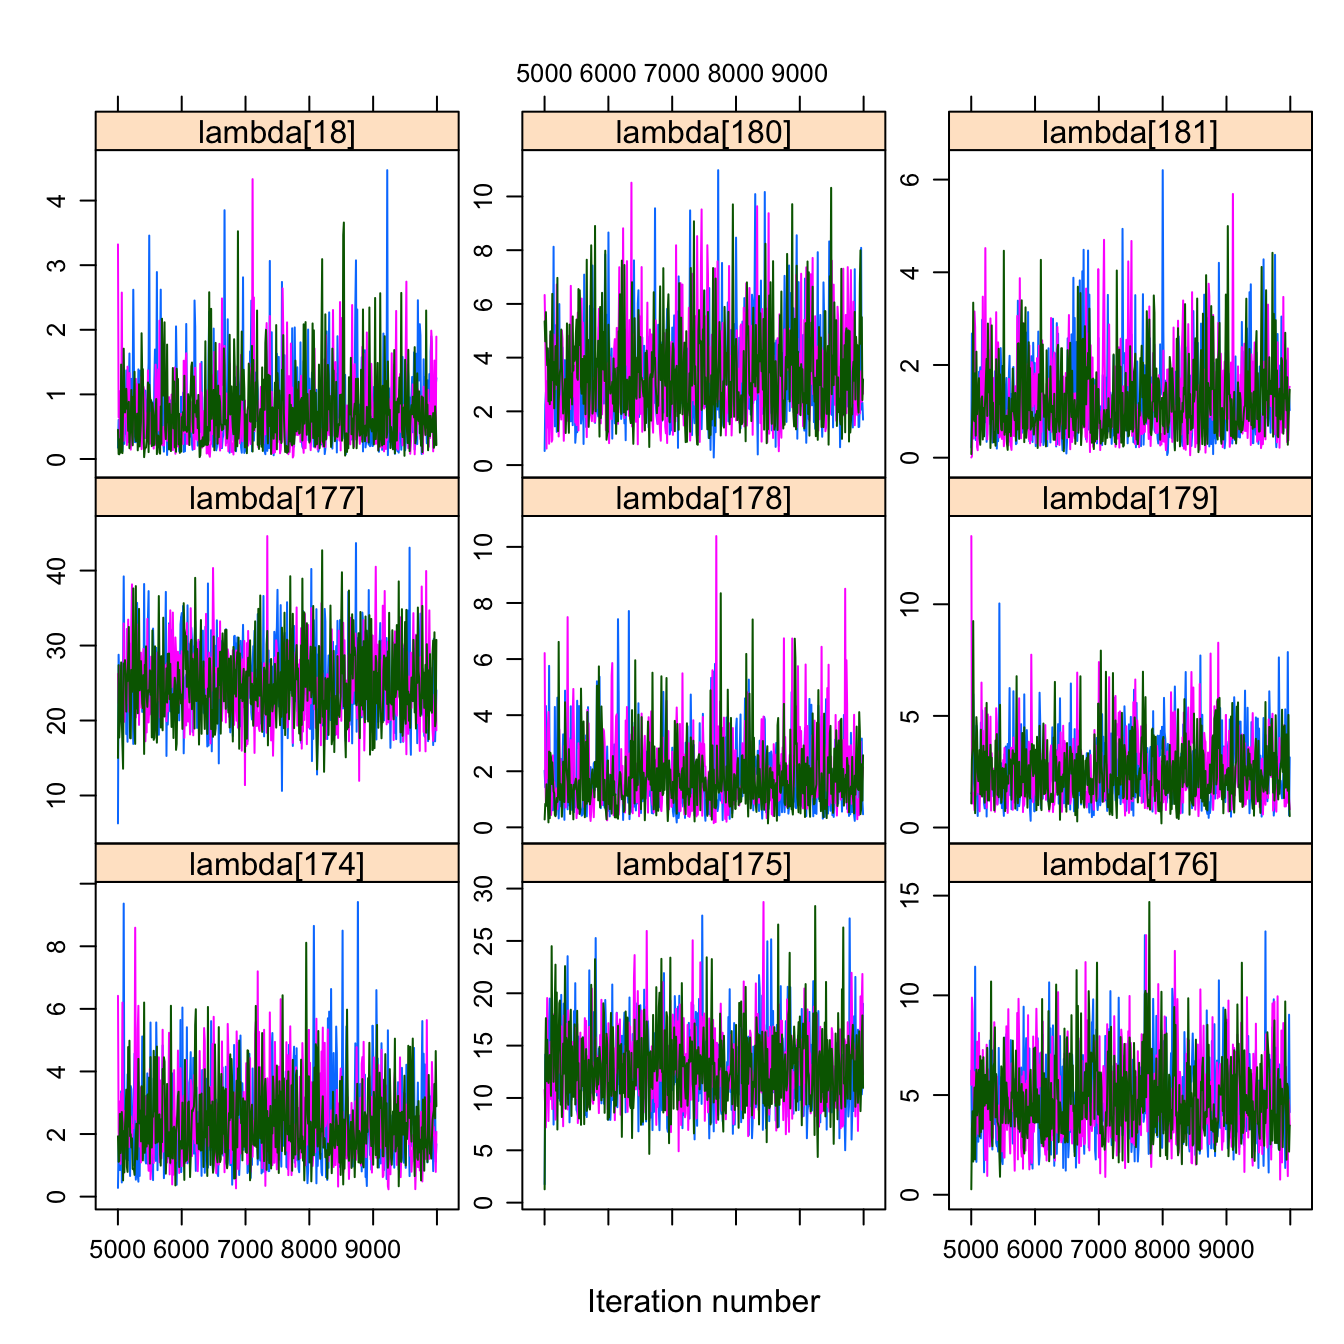 5000 6000 7000 8000 9000
lambda[18] lambda[180] lambda[181]
0 1 2 3 4
0 2 4 6 8 10
0 2 4 6
lambda[177] lambda[178] lambda[179]
10 20 30 40
0 2 4 6 8 10
0 5 10
lambda[174] lambda[175] lambda[176]
0 2 4 6 8
0 5 10 15 20 25 30
0 5 10 15
5000 6000 7000 8000 9000 5000 6000 7000 8000 9000
Iteration number